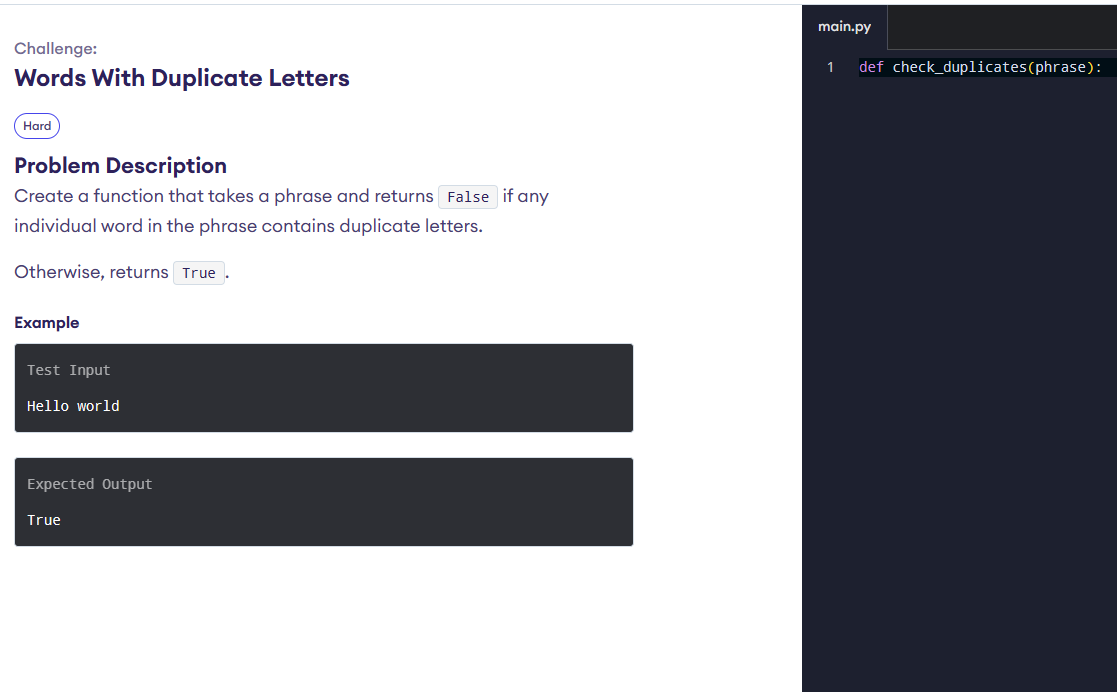 Challenge:
Words With Duplicate Letters
Hard
Problem Description
Create a function that takes a phrase and returns False if any
individual word in the phrase contains duplicate letters.
Otherwise, returns True.
Example
Test Input
Hello world
Expected Output
True
main.py
1 def check_duplicates(phrase):